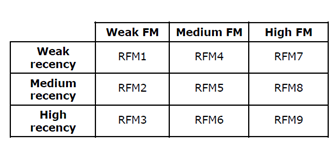 Weak FM Medium FM High FM
Weak recency RFM1 RFM4 RFM7
Medium recency RFM2 RFM5 RFM8
High recency RFM3 RFM6 RFM9